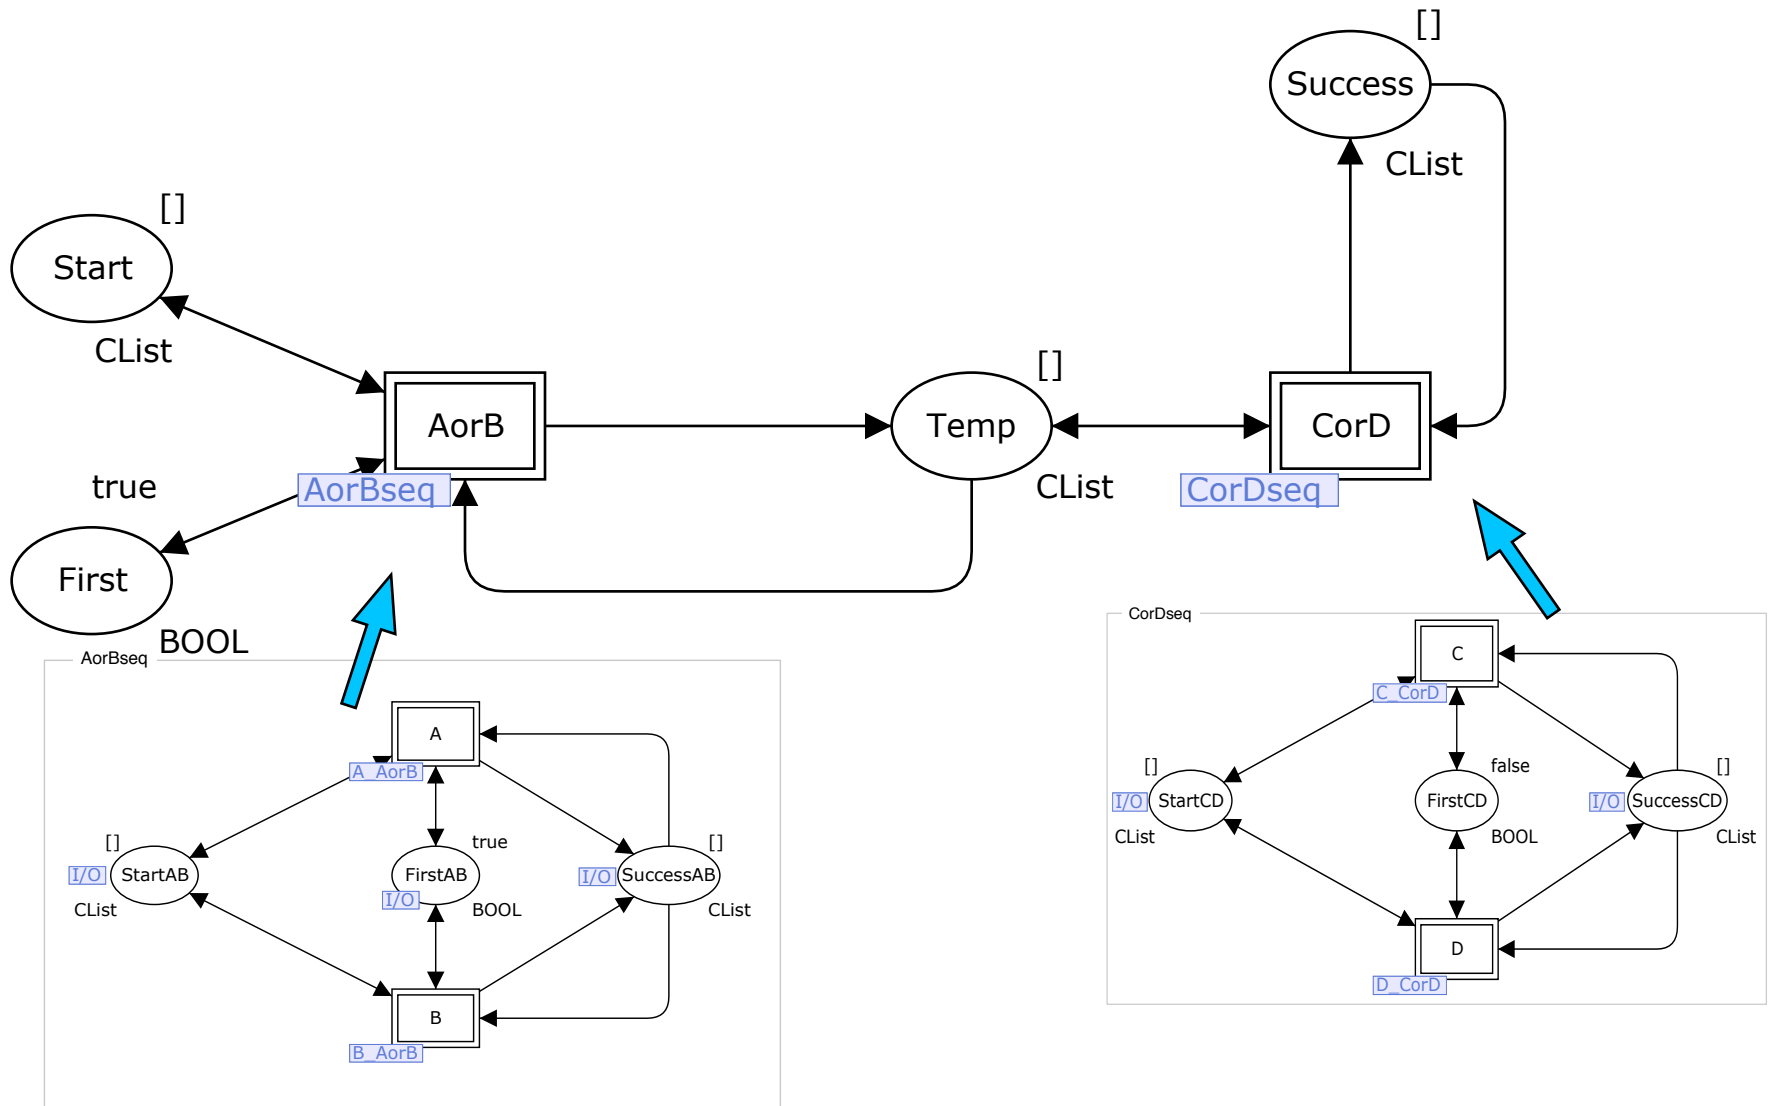 []
Success
CList
[]
Start
CList
[]
AorB
Temp
CorD
true
AorBseq
CList
CorDseq
First
BOOL
AorBseq
A
A_AorB
[]
true
[]
I/O
StartAB
FirstAB
I/O
SuccessAB
I/O
CList
BOOL
CList
B
B_AorB
CorDseq
C
C_CorD
[]
false
[]
I/O
StartCD
FirstCD
I/O
SuccessCD
CList
BOOL
CList
D
D_CorD